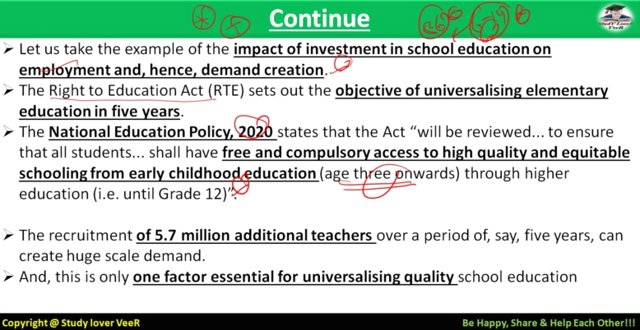 Continue
➢ Let us take the example of the impact of investment in school education on
employment and, hence, demand creation.
➢ The Right to Education Act (RTE) sets out the objective of universalising elementary
education in five years.
➢ The National Education Policy, 2020 states that the Act “will be reviewed... to ensure
that all students... shall have free and compulsory access to high quality and equitable
schooling from early childhood education (age three onwards) through higher
education (i.e. until Grade 12)”.
➢ The recruitment of 5.7 million additional teachers over a period of, say, five years, can
create huge scale demand.
➢ And, this is only one factor essential for universalising quality school education
Copyright @ Study lover VeeR
Be Happy, Share & Help Each Other!!!